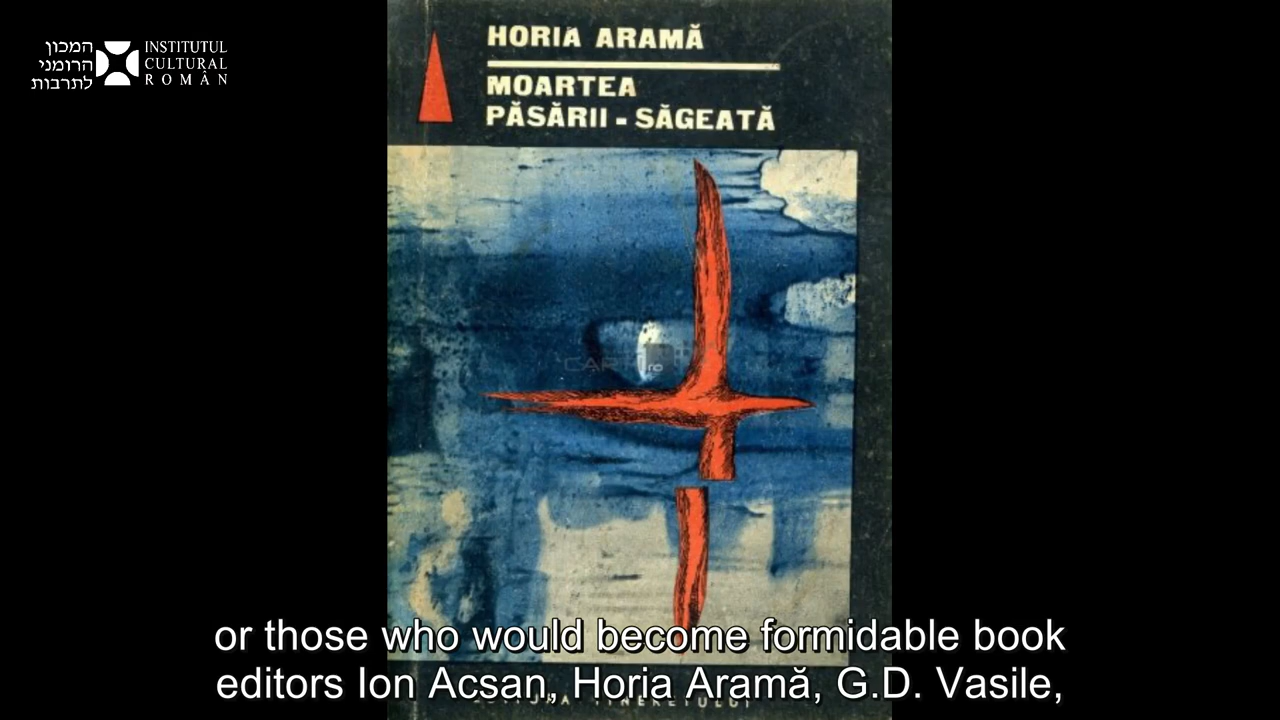 המכון
הרומני
לתרבות
INSTITUTUL
CULTURAL
ROMÂN
HORIA ARAMĂ
MOARTEA
PĂSĂRII - SĂGEATĂ
or those who would become formidable book
editors Ion Acsan, Horia Aramă, G.D. Vasile,